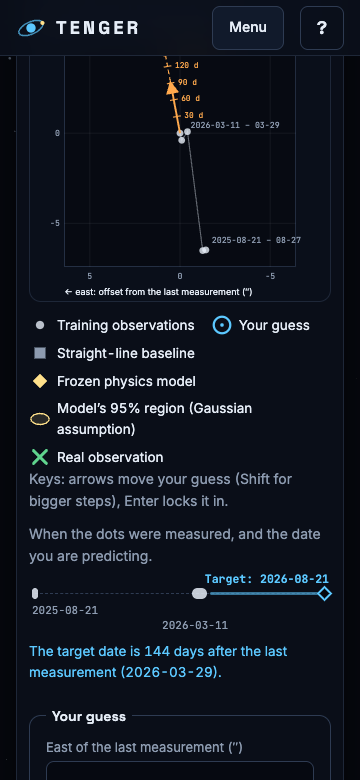 TENGER
Menu
?
120 d
90 d
60 d
30 d
0
2026-03-11 – 03-29
-5
2025-08-21 – 08-27
5
0
-5
← east: offset from the last measurement (″)
Training observations
Your guess
Straight-line baseline
Frozen physics model
Model's 95% region (Gaussian
assumption)
Real observation
Keys: arrows move your guess (Shift for
bigger steps), Enter locks it in.
When the dots were measured, and the date
you are predicting.
Target: 2026-08-21
2025-08-21
2026-03-11
The target date is 144 days after the last
measurement (2026-03-29).
Your guess
East of the last measurement (″)